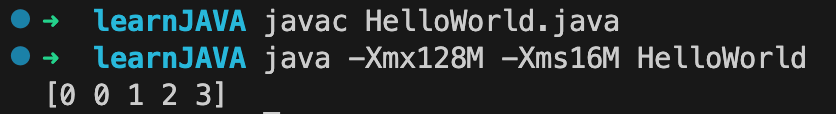 ➜ learnJAVA javac HelloWorld.java
➜ learnJAVA java -Xmx128M -Xms16M HelloWorld
[0 0 1 2 3]